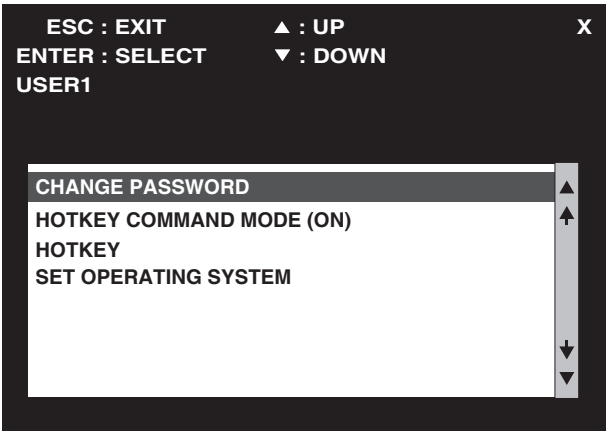 ESC : EXIT ▲ : UP X
ENTER : SELECT ▼ : DOWN
USER1
CHANGE PASSWORD
HOTKEY COMMAND MODE (ON)
HOTKEY
SET OPERATING SYSTEM